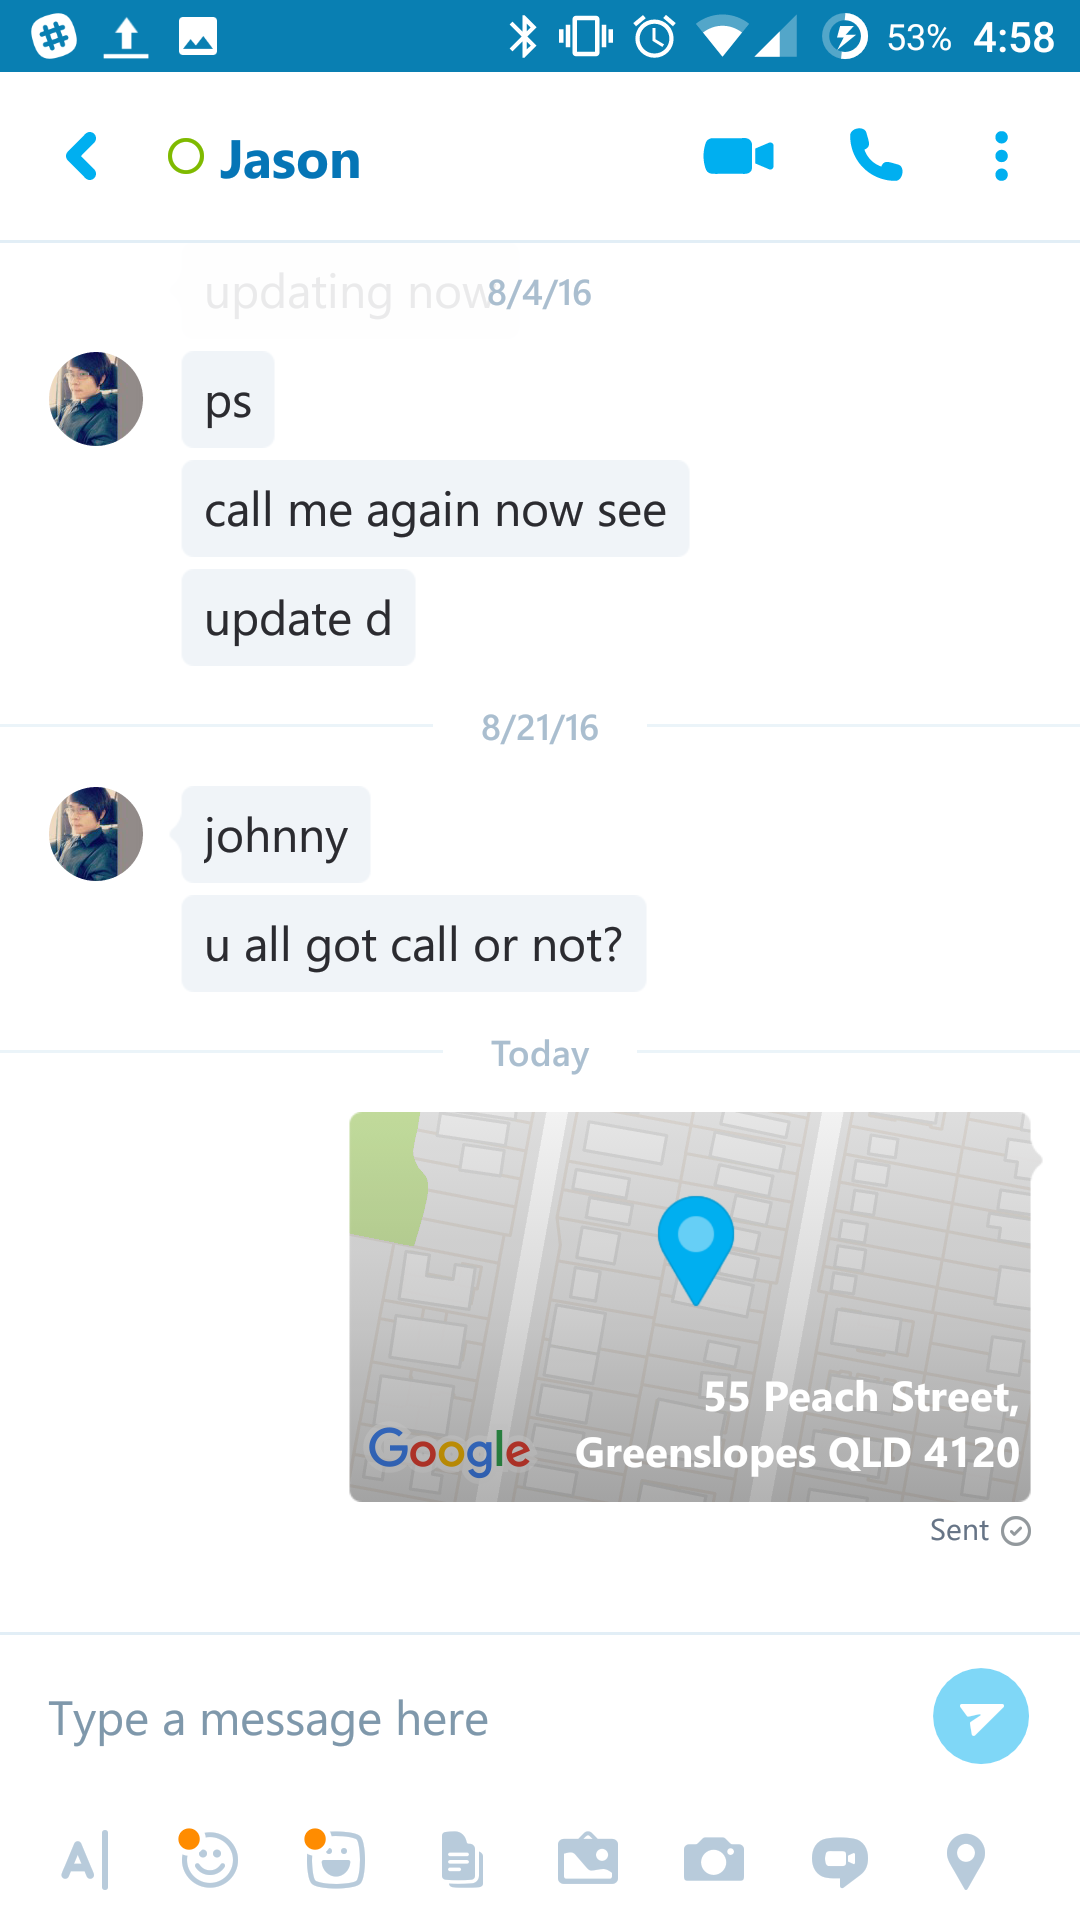 53% 4:58
Jason
updating now
8/4/16
ps
call me again now see
update d
8/21/16
johnny
u all got call or not?
Today
55 Peach Street,
Greenslopes QLD 4120
Google
Sent
Type a message here
A